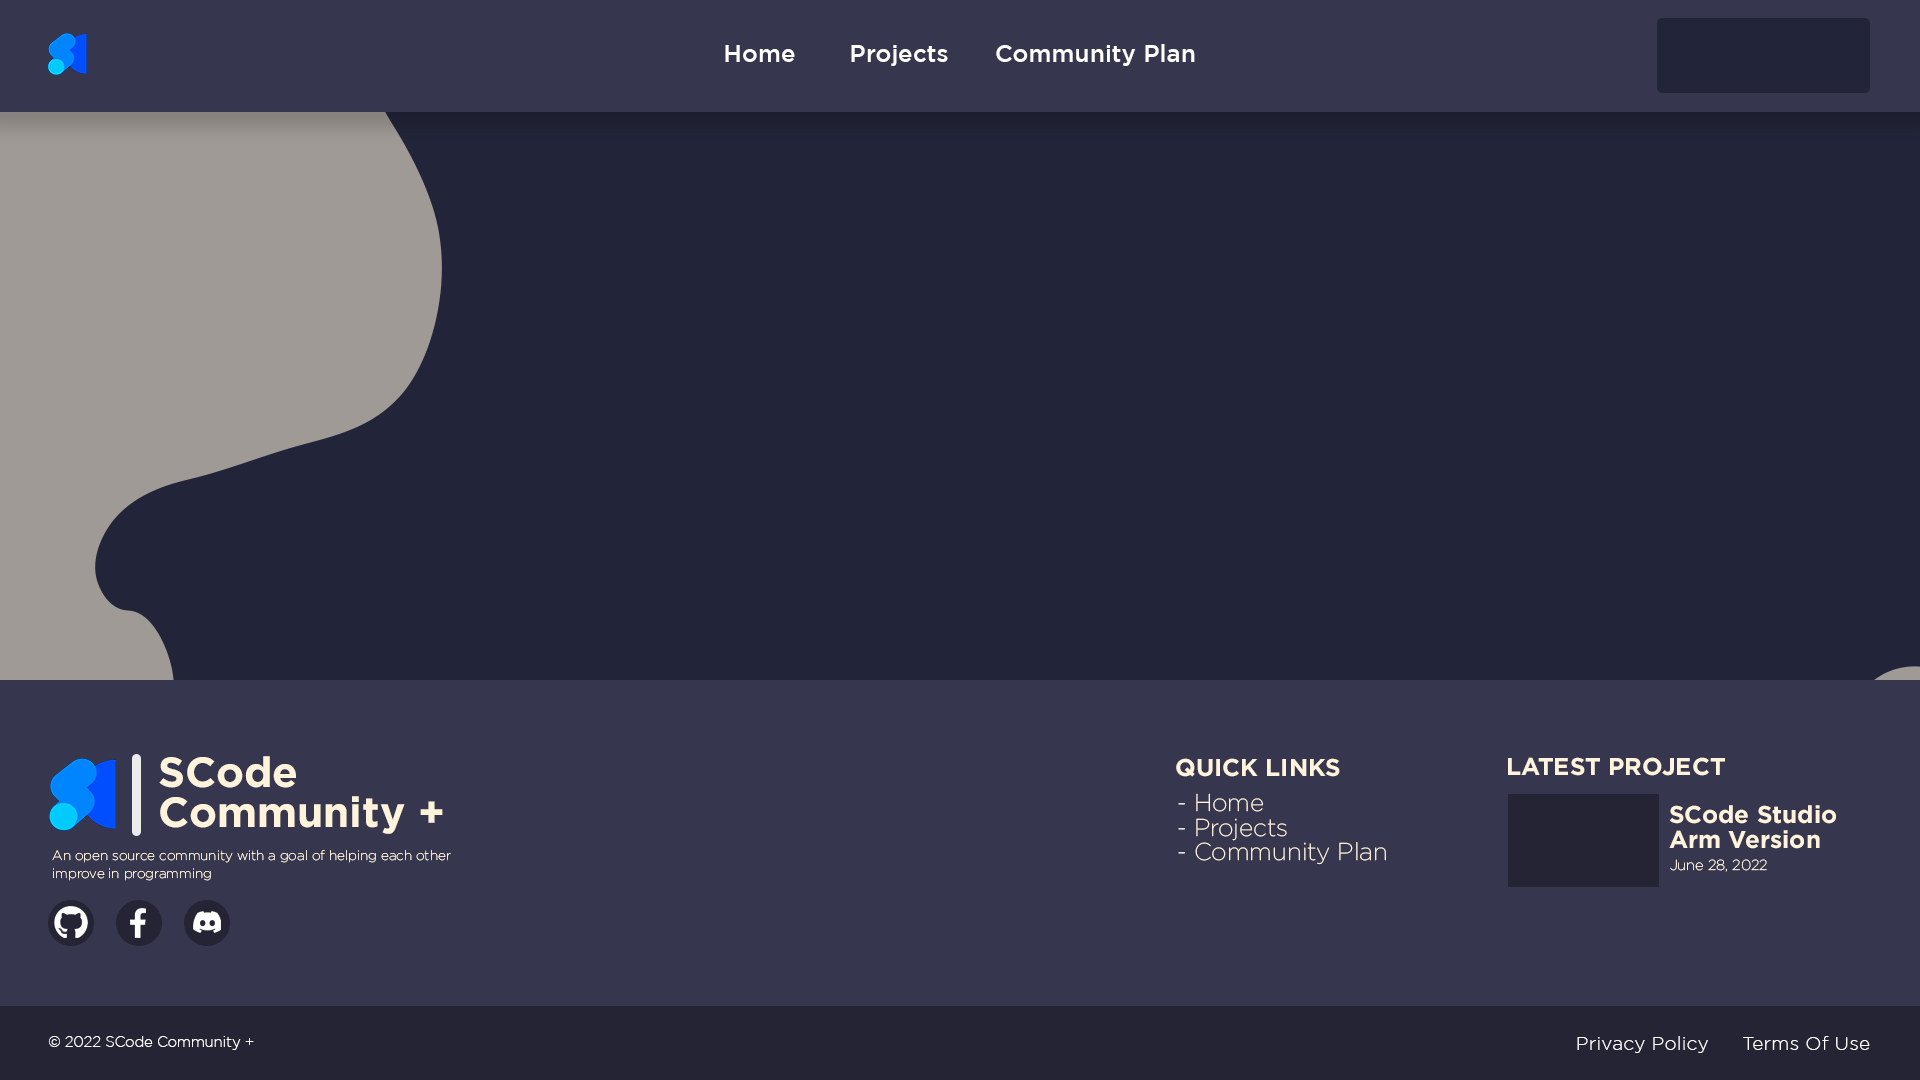 Home
Projects
Community Plan
SCode
Community +
An open source community with a goal of helping each other
improve in programming
QUICK LINKS
- Home
- Projects
- Community Plan
LATEST PROJECT
SCode Studio
Arm Version
June 28, 2022
© 2022 SCode Community +
Privacy Policy
Terms Of Use